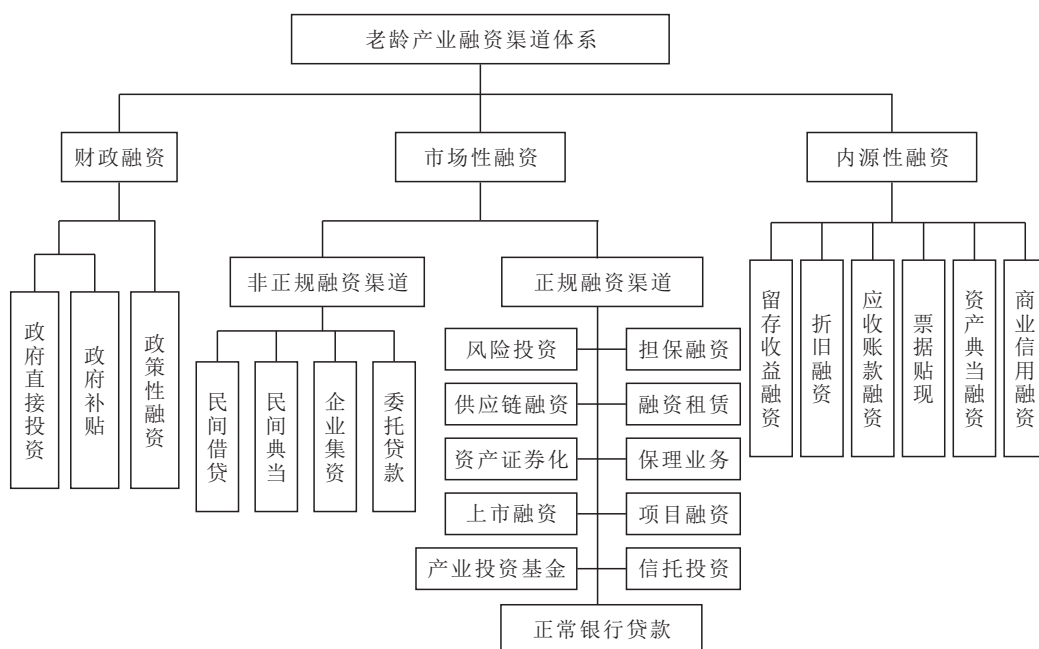 老龄产业融资渠道体系
财政融资
市场性融资
内源性融资
非正规融资渠道
正规融资渠道
政府直接投资
政府补贴
政策性融资
民间借贷
民间典当
企业集资
委托贷款
风险投资
担保融资
供应链融资
融资租赁
资产证券化
保理业务
上市融资
项目融资
产业投资基金
信托投资
正常银行贷款
留存收益融资
折旧融资
应收账款融资
票据贴现
资产典当融资
商业信用融资